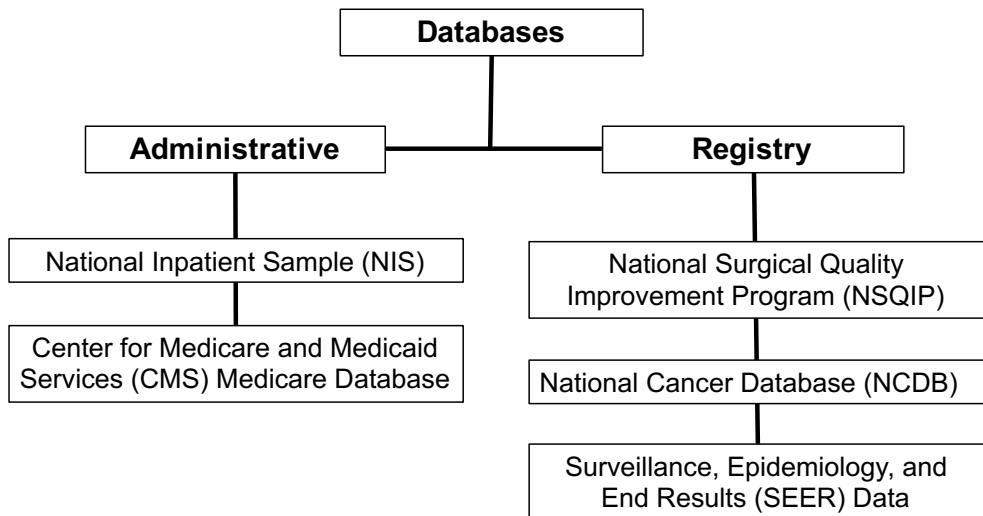 Databases
Administrative
Registry
National Inpatient Sample (NIS)
Center for Medicare and Medicaid
Services (CMS) Medicare Database
National Surgical Quality
Improvement Program (NSQIP)
National Cancer Database (NCDB)
Surveillance, Epidemiology, and
End Results (SEER) Data